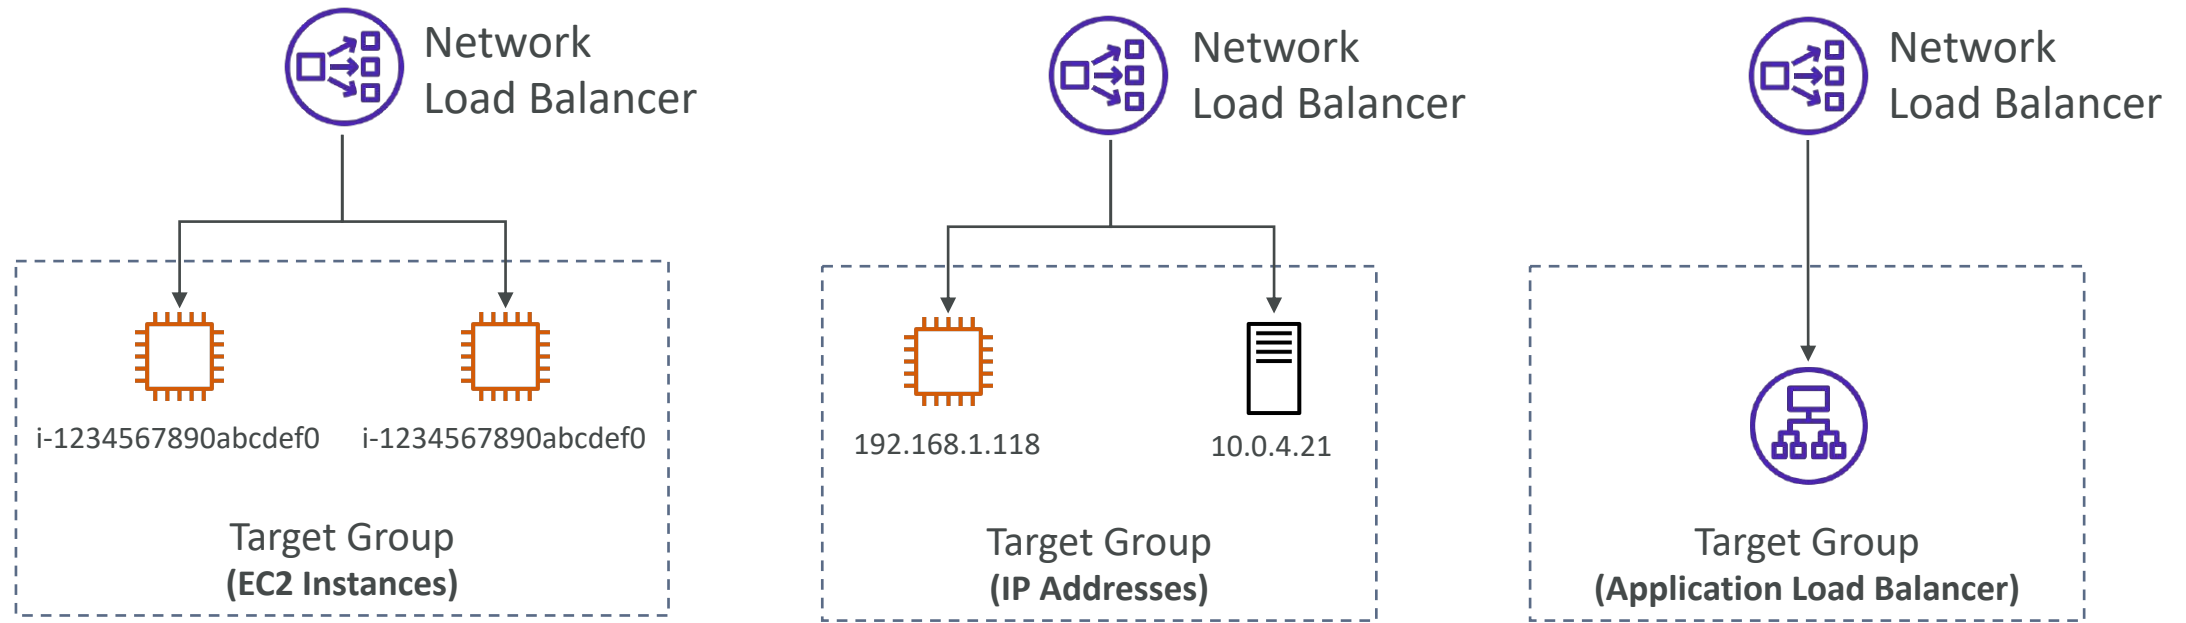 Network
Load Balancer
i-1234567890abcdef0
i-1234567890abcdef0
Target Group
(EC2 Instances)
Network
Load Balancer
192.168.1.118
10.0.4.21
Target Group
(IP Addresses)
Network
Load Balancer
Target Group
(Application Load Balancer)